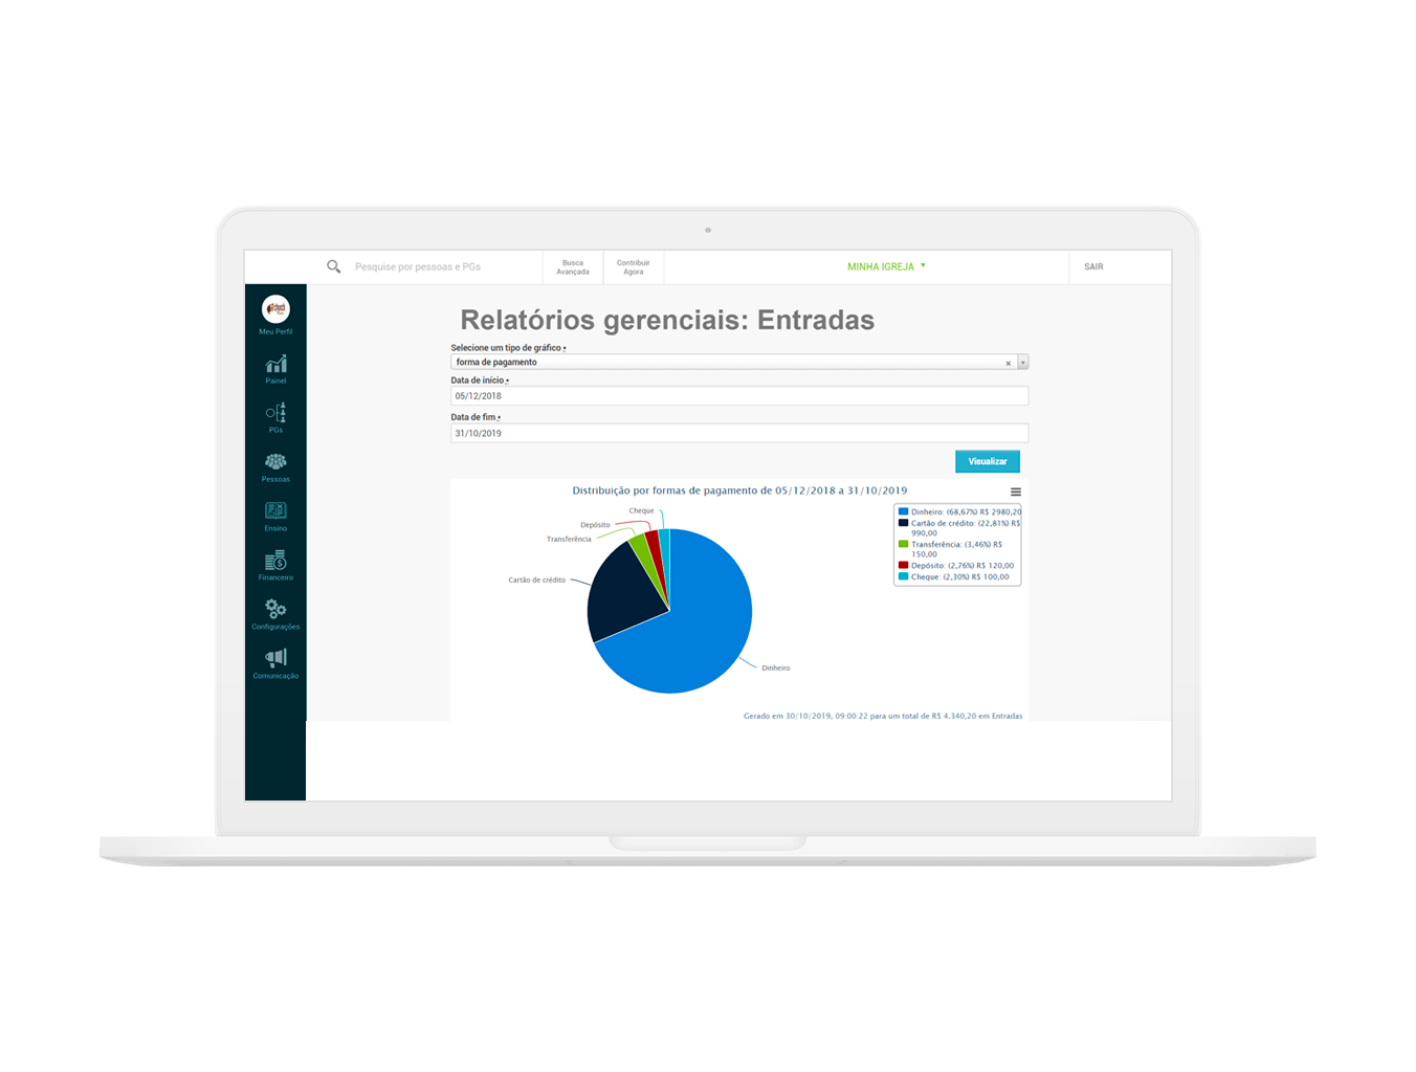 Pesquise por pessoas e PGs
Busca
Avançada
Contribuir
Agora
MINHA IGREJA
SAIR
Meu Perfil
Painel
PGs
Pessoas
Ensino
Financeiro
Configurações
Comunicação
Relatórios gerenciais: Entradas
Selecione um tipo de gráfico
forma de pagamento
Data de início
05/12/2018
Data de fim
31/10/2019
Visualizar
Distribuição por formas de pagamento de 05/12/2018 a 31/10/2019
Cheque
Depósito
Transferência
Cartão de crédito
Dinheiro
Dinheiro: (68,67%) R$ 2980,20
Cartão de crédito: (22,81%) R$
990,00
Transferência: (3,46%) R$
150,00
Depósito: (2,76%) R$ 120,00
Cheque: (2,30%) R$ 100,00
Gerado em 30/10/2019, 09:00:22 para um total de R$ 4.340,20 em Entradas